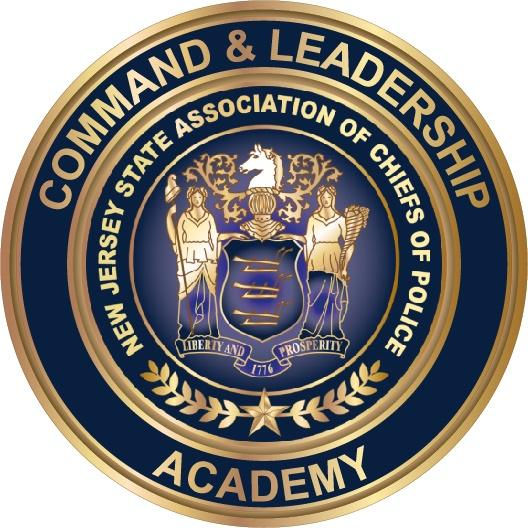 COMMAND & LEADERSHIP
NEW JERSEY STATE ASSOCIATION OF CHIEFS OF POLICE
LIBERTY AND
1776
PROSPERITY
ACADEMY